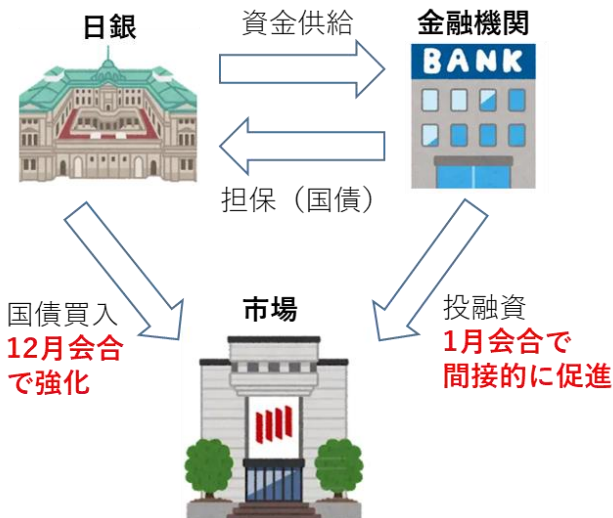 日銀
資金供給
金融機関
BANK
担保（国債）
国債買入
12月会合
で強化
市場
投融資
1月会合で
間接的に促進